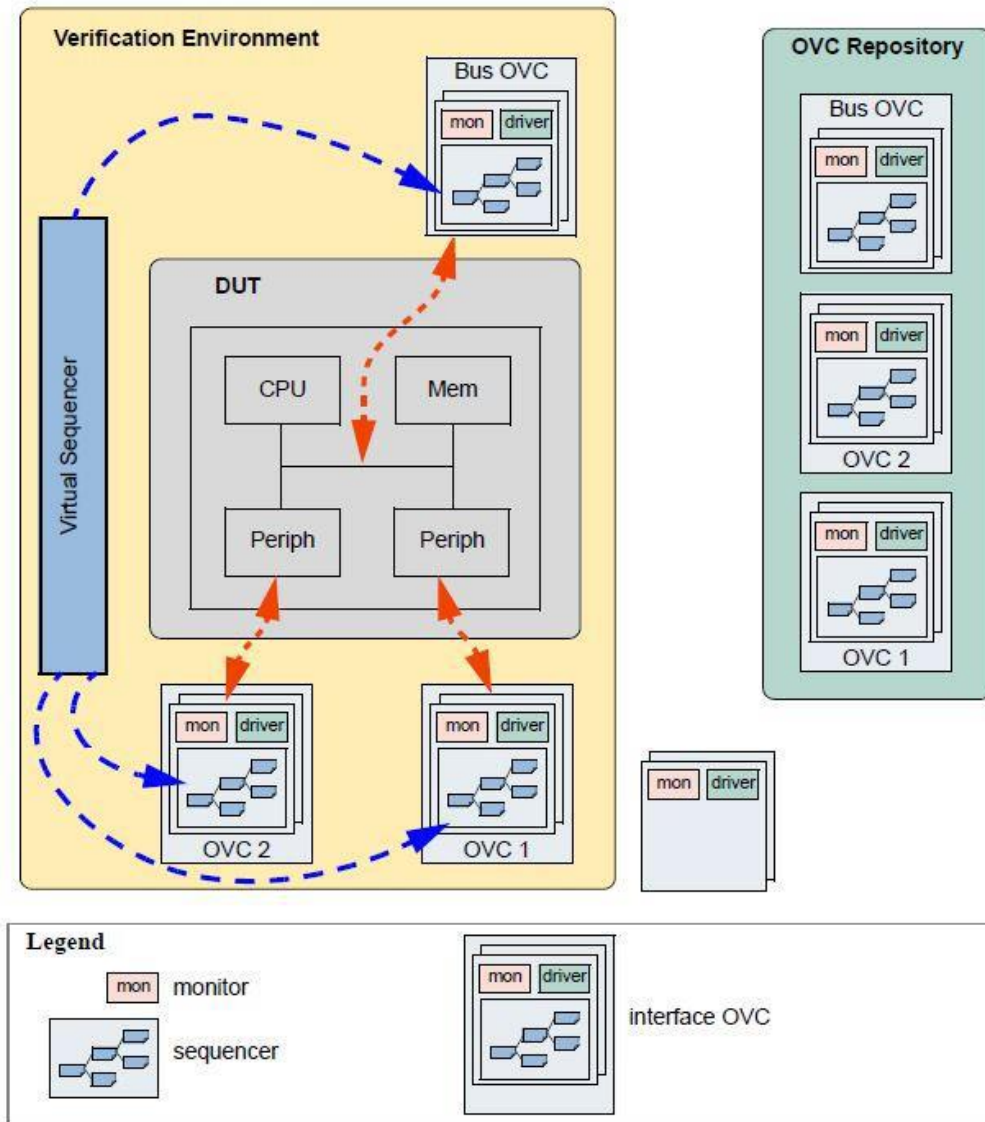 Verification Environment
Bus OVC
mon driver
Virtual Sequencer
DUT
CPU Mem
Periph Periph
mon driver
OVC 2
mon driver
OVC 1
OVC Repository
Bus OVC
mon driver
mon driver
OVC 2
mon driver
OVC 1
mon driver
Legend
mon monitor
sequencer
mon driver
interface OVC